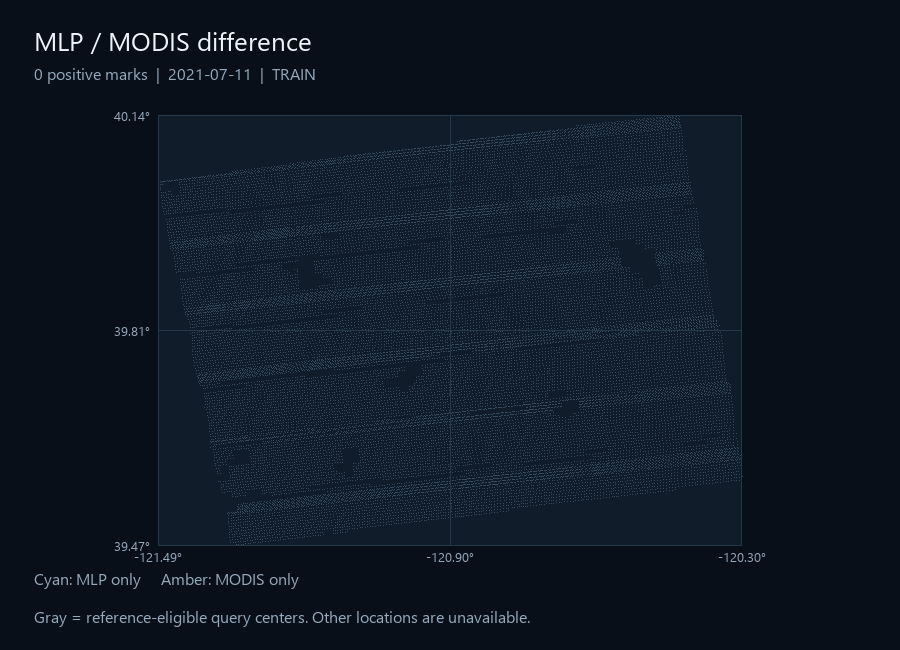 MLP / MODIS difference
0 positive marks | 2021-07-11 | TRAIN
40.14°
39.81°
39.47°
-121.49°
-120.90°
-120.30°
Cyan: MLP only Amber: MODIS only
Gray = reference-eligible query centers. Other locations are unavailable.